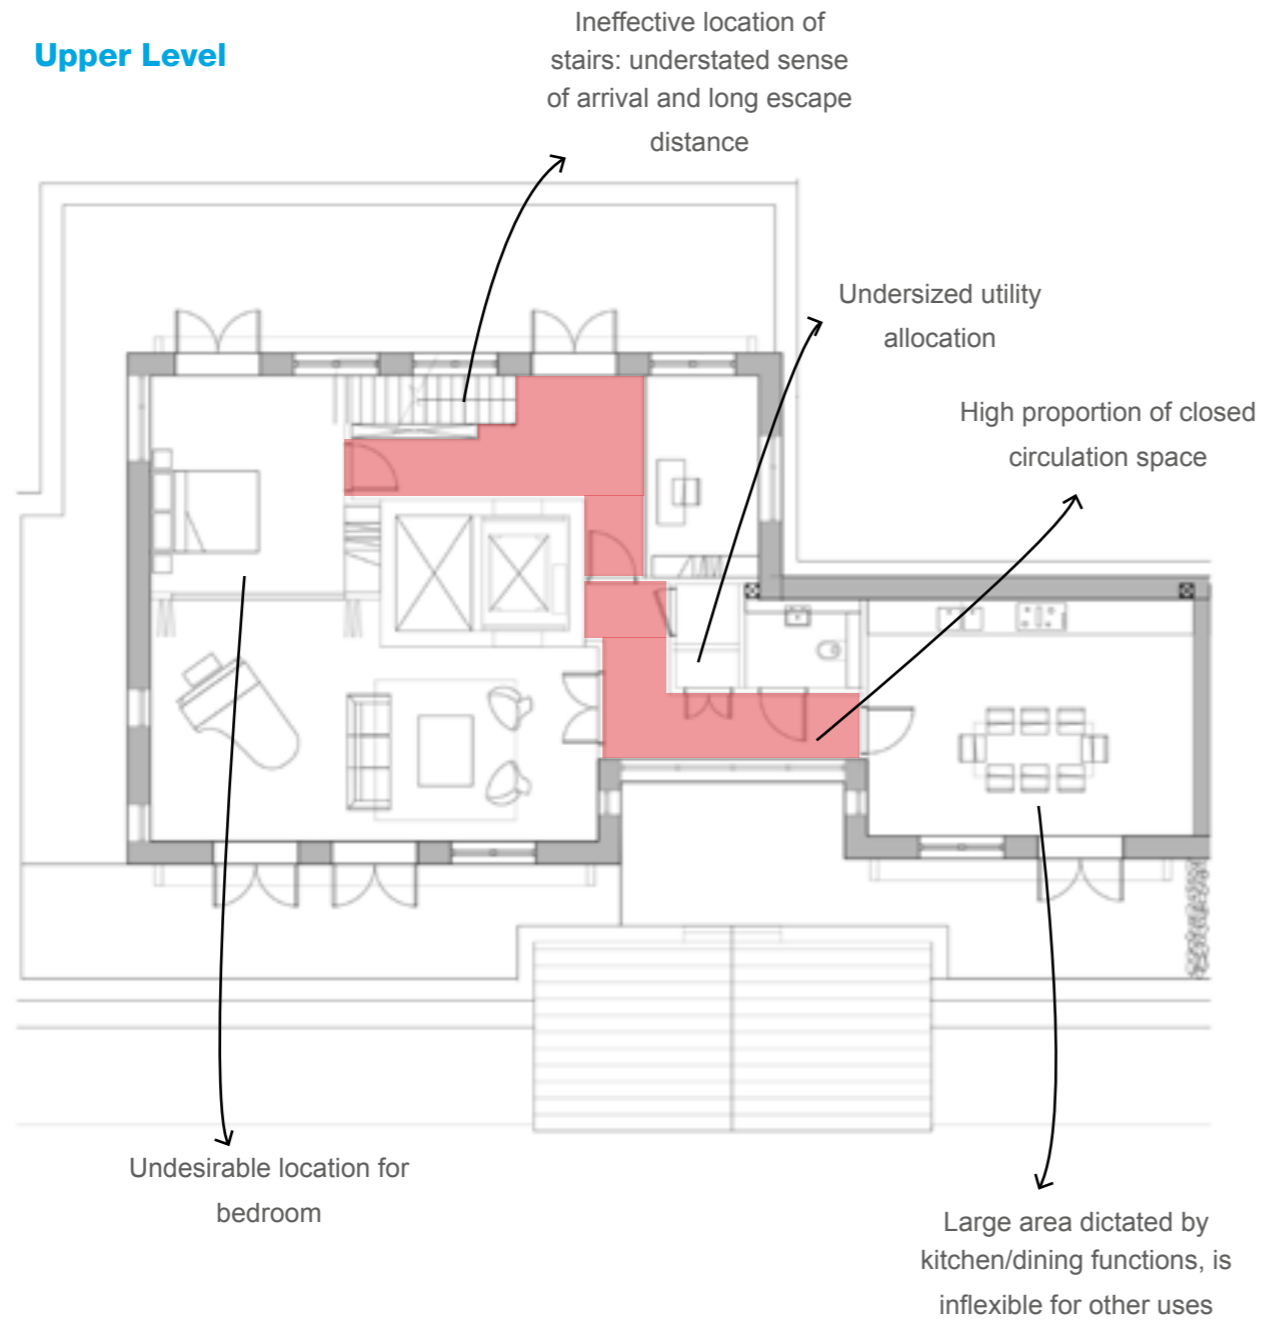 Upper Level
Ineffective location of
stairs: understated sense
of arrival and long escape
distance
Undersized utility
allocation
High proportion of closed
circulation space
Undesirable location for
bedroom
Large area dictated by
kitchen/dining functions, is
inflexible for other uses